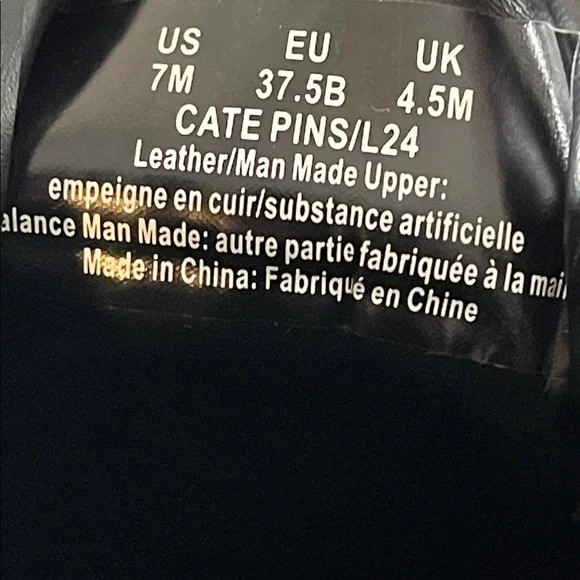 US EU UK
7M 37.5B 4.5M
CATE PINS/L24
Leather/Man Made Upper:
empeigne en cuir/substance artificielle
alance Man Made: autre partie fabriquée à la mai
Made in China: Fabriqué en Chine